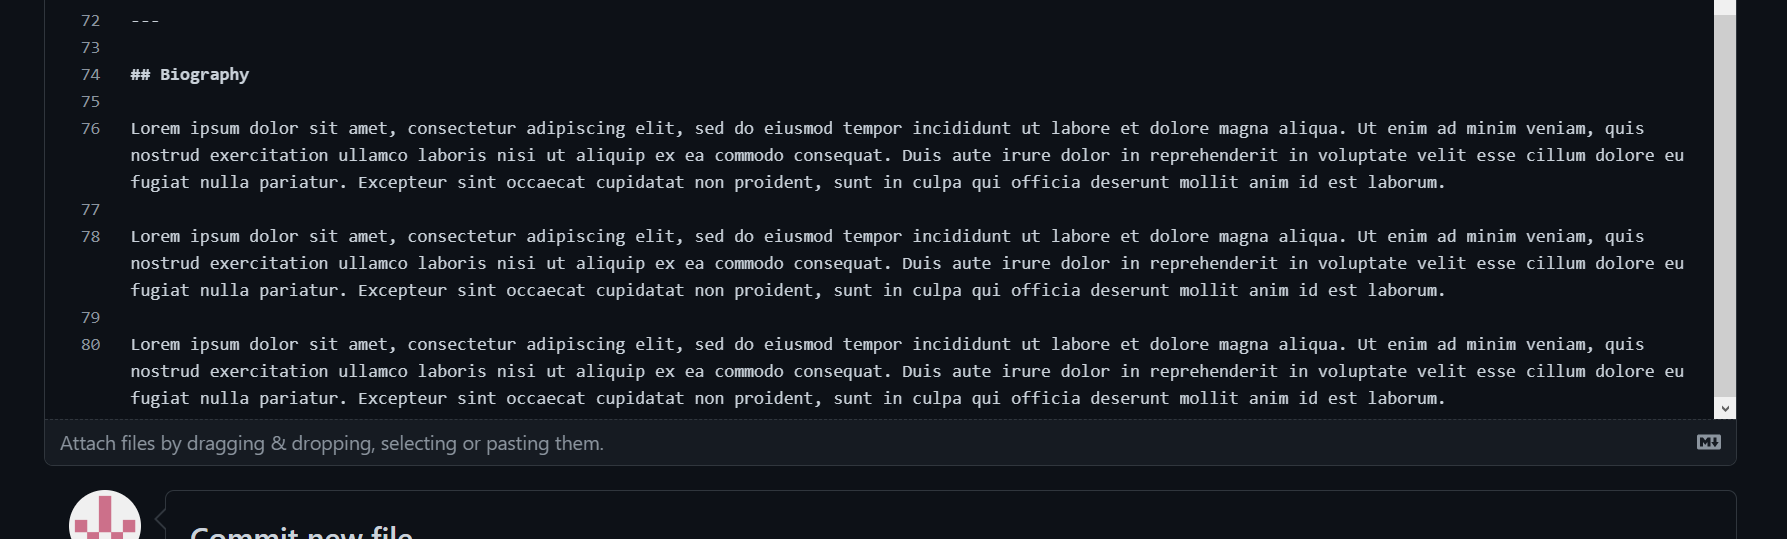 72 ---
73
74 ## Biography
75
76 Lorem ipsum dolor sit amet, consectetur adipiscing elit, sed do eiusmod tempor incididunt ut labore et dolore magna aliqua. Ut enim ad minim veniam, quis
nostrud exercitation ullamco laboris nisi ut aliquip ex ea commodo consequat. Duis aute irure dolor in reprehenderit in voluptate velit esse cillum dolore eu
fugiat nulla pariatur. Excepteur sint occaecat cupidatat non proident, sunt in culpa qui officia deserunt mollit anim id est laborum.
77
78 Lorem ipsum dolor sit amet, consectetur adipiscing elit, sed do eiusmod tempor incididunt ut labore et dolore magna aliqua. Ut enim ad minim veniam, quis
nostrud exercitation ullamco laboris nisi ut aliquip ex ea commodo consequat. Duis aute irure dolor in reprehenderit in voluptate velit esse cillum dolore eu
fugiat nulla pariatur. Excepteur sint occaecat cupidatat non proident, sunt in culpa qui officia deserunt mollit anim id est laborum.
79
80 Lorem ipsum dolor sit amet, consectetur adipiscing elit, sed do eiusmod tempor incididunt ut labore et dolore magna aliqua. Ut enim ad minim veniam, quis
nostrud exercitation ullamco laboris nisi ut aliquip ex ea commodo consequat. Duis aute irure dolor in reprehenderit in voluptate velit esse cillum dolore eu
fugiat nulla pariatur. Excepteur sint occaecat cupidatat non proident, sunt in culpa qui officia deserunt mollit anim id est laborum.
Attach files by dragging & dropping, selecting or pasting them.
Commit new file